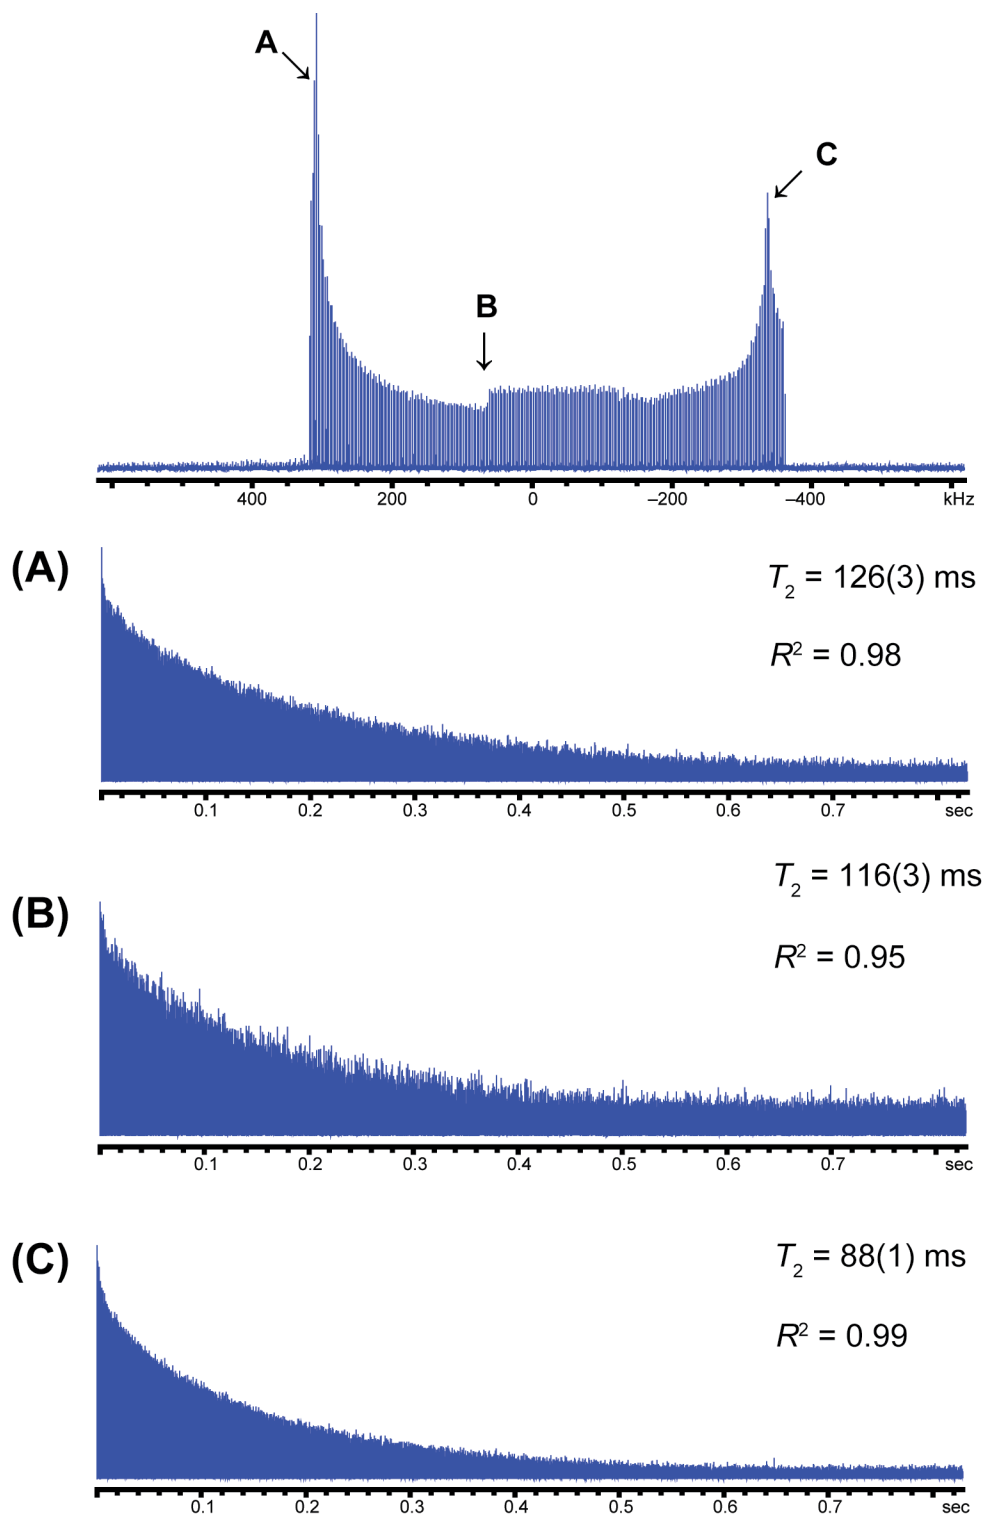 A
C
B
400 200 0 –200 –400 kHz
(A)
T2 = 126(3) ms
R2 = 0.98
0.1 0.2 0.3 0.4 0.5 0.6 0.7 sec
T2 = 116(3) ms
(B)
R2 = 0.95
0.1 0.2 0.3 0.4 0.5 0.6 0.7 sec
(C)
T2 = 88(1) ms
R2 = 0.99
0.1 0.2 0.3 0.4 0.5 0.6 0.7 sec